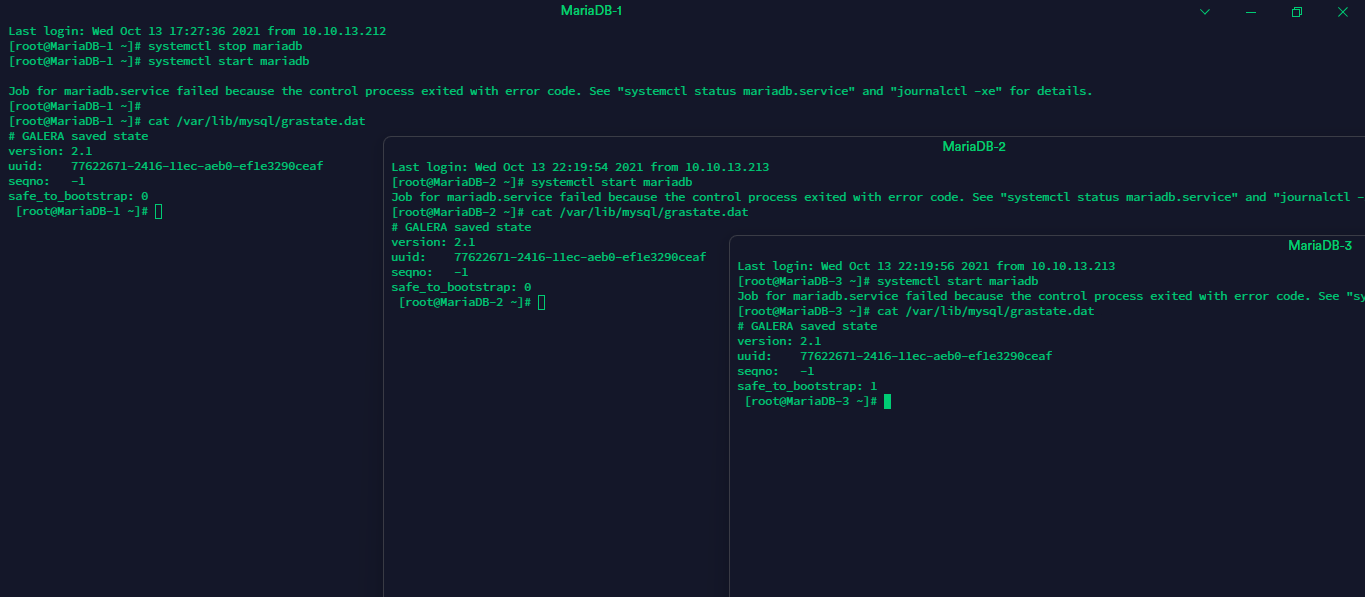 MariaDB-1
Last login: Wed Oct 13 17:27:36 2021 from 10.10.13.212
[root@MariaDB-1 ~]# systemctl stop mariadb
[root@MariaDB-1 ~]# systemctl start mariadb
Job for mariadb.service failed because the control process exited with error code. See "systemctl status mariadb.service" and "journalctl -xe" for details.
[root@MariaDB-1 ~]#
[root@MariaDB-1 ~]# cat /var/lib/mysql/grastate.dat
# GALERA saved state
version: 2.1
uuid:    77622671-2416-11ec-aeb0-ef1e3290ceaf
seqno:   -1
safe_to_bootstrap: 0
[root@MariaDB-1 ~]#
MariaDB-2
Last login: Wed Oct 13 22:19:54 2021 from 10.10.13.213
[root@MariaDB-2 ~]# systemctl start mariadb
Job for mariadb.service failed because the control process exited with error code. See "systemctl status mariadb.service" and "journalctl -
[root@MariaDB-2 ~]# cat /var/lib/mysql/grastate.dat
# GALERA saved state
version: 2.1
uuid:    77622671-2416-11ec-aeb0-ef1e3290ceaf
seqno:   -1
safe_to_bootstrap: 0
[root@MariaDB-2 ~]#
MariaDB-3
Last login: Wed Oct 13 22:19:56 2021 from 10.10.13.213
[root@MariaDB-3 ~]# systemctl start mariadb
Job for mariadb.service failed because the control process exited with error code. See "sy
[root@MariaDB-3 ~]# cat /var/lib/mysql/grastate.dat
# GALERA saved state
version: 2.1
uuid:    77622671-2416-11ec-aeb0-ef1e3290ceaf
seqno:   -1
safe_to_bootstrap: 1
[root@MariaDB-3 ~]#